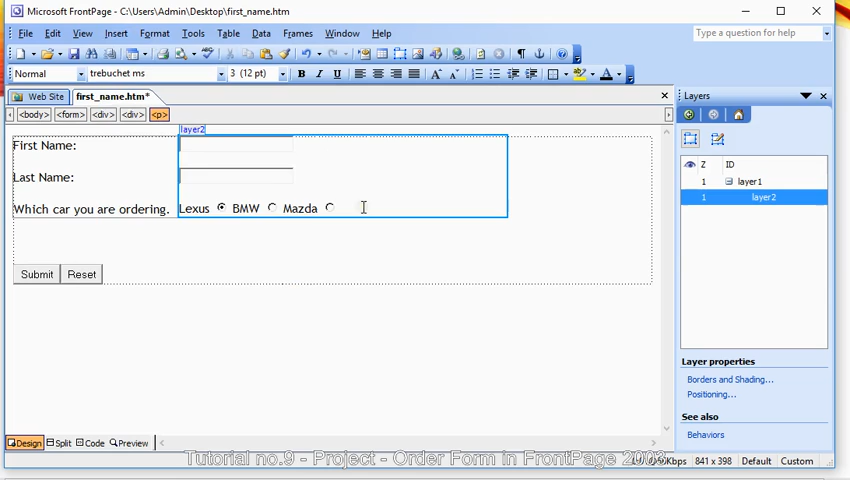 Microsoft FrontPage - C:\Users\Admin\Desktop\first_name.htm
File Edit View Insert Format Tools Table Data Frames Window Help
Type a question for help
Normal trebuchet ms 3 (12 pt) B I U A A A
Web Site first_name.htm*
Layers
<body> <form> <div> <div> <p>
layer2
First Name:
Last Name:
Which car you are ordering. Lexus BMW Mazda
Submit Reset
Z ID
1 layer1
1 layer2
Layer properties
Borders and Shading...
Positioning...
See also
Behaviors
Design Split Code Preview
Tutorial no.9 - Project - Order Form in FrontPage 2003
841 x 398 Default Custom